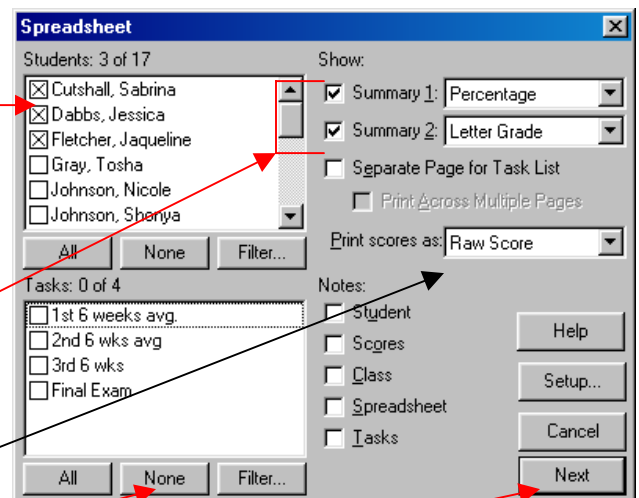 Spreadsheet
Students: 3 of 17
Cutshall, Sabrina
Dabbs, Jessica
Fletcher, Jaqueline
Gray, Tosha
Johnson, Nicole
Johnson, Shonya
All None Filter...
Tasks: 0 of 4
1st 6 weeks avg.
2nd 6 wks avg
3rd 6 wks
Final Exam
All None Filter...
Show:
Summary 1: Percentage
Summary 2: Letter Grade
Separate Page for Task List
Print Across Multiple Pages
Print scores as: Raw Score
Notes:
Student
Scores
Class
Spreadsheet
Tasks
Help
Setup...
Cancel
Next